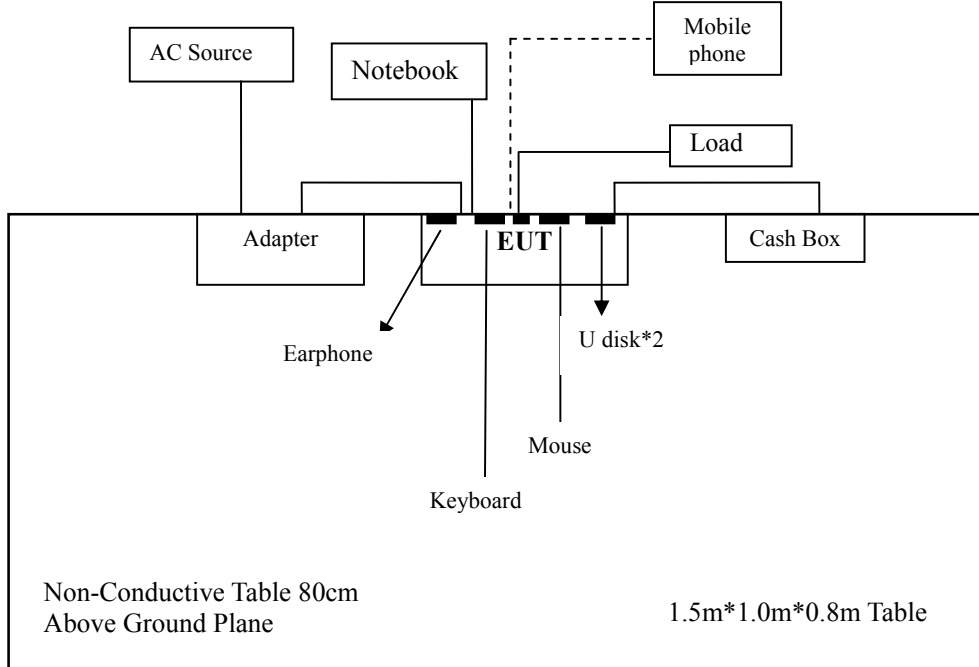 AC Source
Notebook
Mobile
phone
Load
Adapter
EUT
Cash Box
Earphone
U disk*2
Mouse
Keyboard
Non-Conductive Table 80cm
Above Ground Plane
1.5m*1.0m*0.8m Table